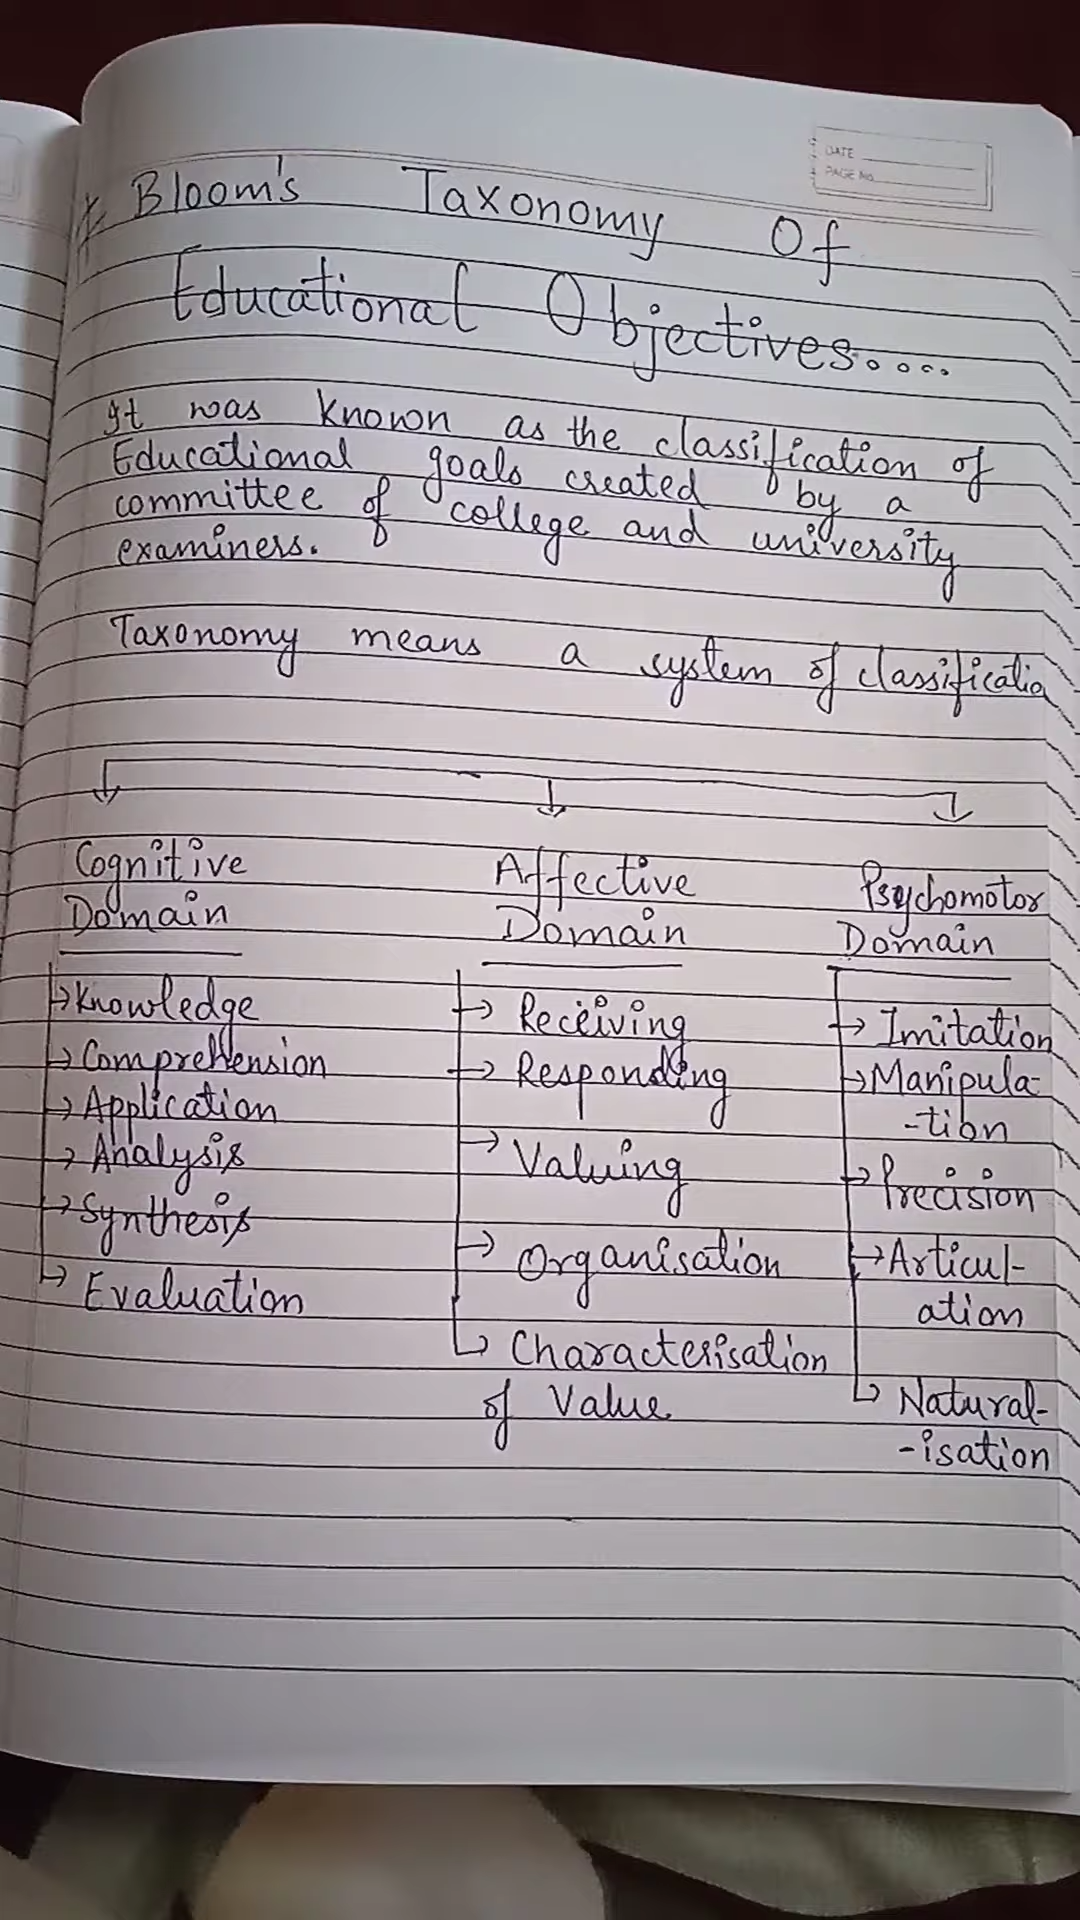 DATE
PAGE No.
* Bloom's Taxonomy Of
Educational Objectives....
It was known as the classification of
Educational goals created by a
committee of college and university
examiners.
Taxonomy means a system of classificatio
Cognitive Domain
→ Knowledge
→ Comprehension
→ Application
→ Analysis
→ Synthesis
→ Evaluation
Affective Domain
→ Receiving
→ Responding
→ Valuing
→ Organisation
→ Characterisation
of Value
Psychomotor
Domain
→ Imitation
→ Manipula-
-tion
→ Precision
→ Articul-
ation
→ Natural-
-isation